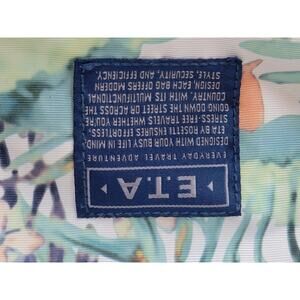 E.T.A
EVERYDAY TRAVEL ADVENTURE
DESIGNED WITH YOUR BUSY LIFE IN MIND,
ETA BY ROSETTI ENSURES EFFORTLESS,
STRESS-FREE TRAVELS WHETHER YOU'RE
GOING DOWN THE STREET OR ACROSS THE
COUNTRY. WITH ITS MULTIFUNCTIONAL
DESIGN, EACH BAG OFFERS MODERN
STYLE, SECURITY, AND EFFICIENCY.